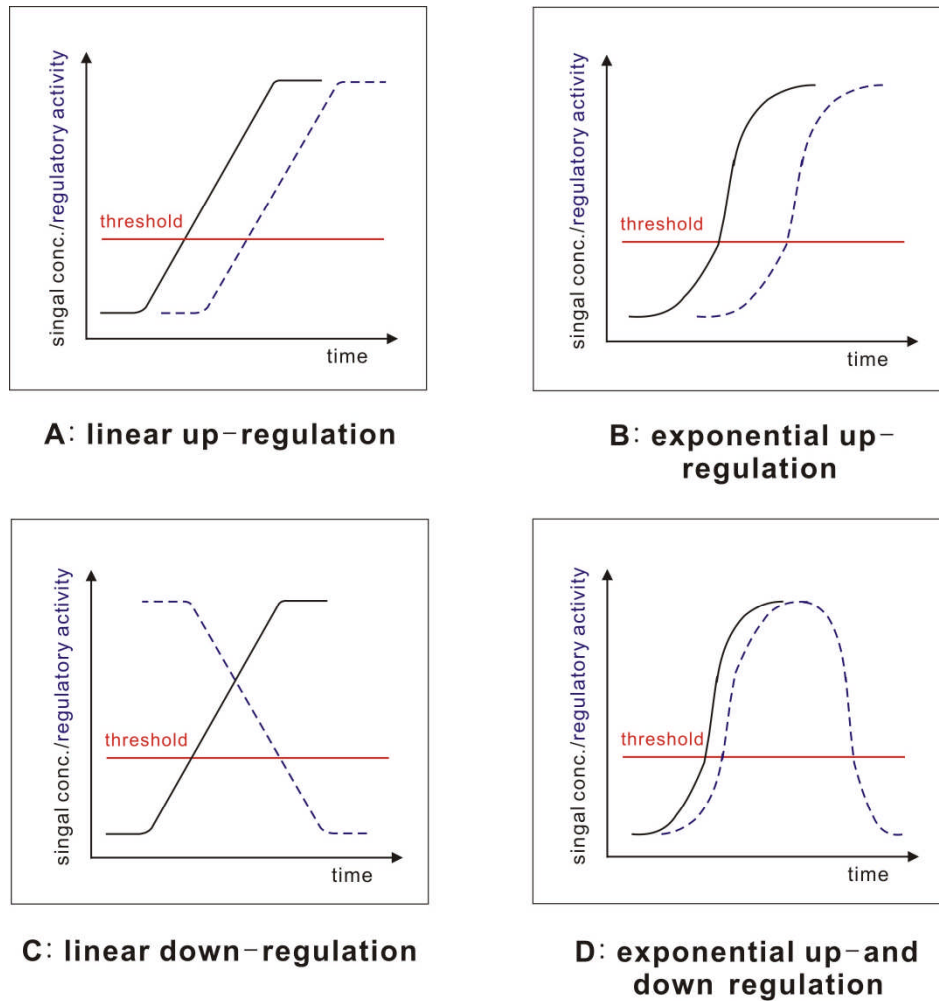 singal conc./regulatory activity
threshold
time
A: linear up-regulation
singal conc./regulatory activity
threshold
time
B: exponential up-
regulation
singal conc./regulatory activity
threshold
time
C: linear down-regulation
singal conc./regulatory activity
threshold
time
D: exponential up-and
down regulation